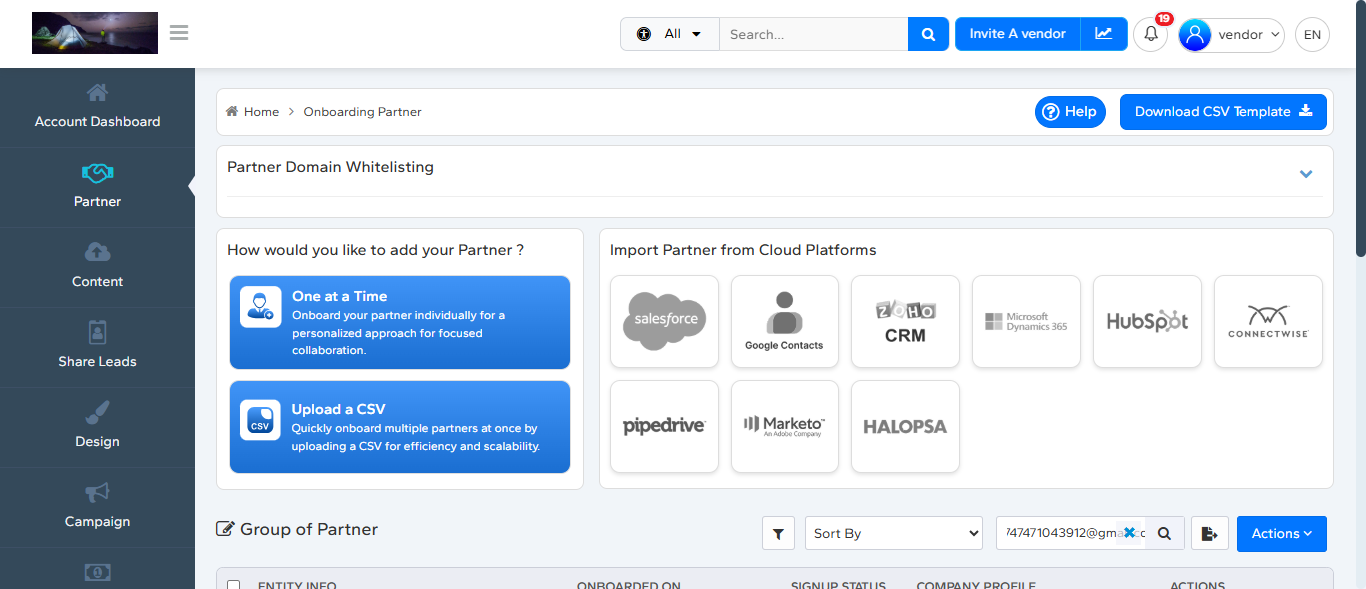 All
Search...
Invite A vendor
19
vendor
EN
Account Dashboard
Partner
Content
Share Leads
Design
Campaign
Home > Onboarding Partner
Help
Download CSV Template
Partner Domain Whitelisting
How would you like to add your Partner ?
One at a Time
Onboard your partner individually for a
personalized approach for focused
collaboration.
CSV
Upload a CSV
Quickly onboard multiple partners at once by
uploading a CSV for efficiency and scalability.
Import Partner from Cloud Platforms
salesforce
Google Contacts
ZOHO
CRM
Microsoft
Dynamics 365
HubSpot
CONNECTWISE
pipedrive
Marketo™
An Adobe Company
HALOPSA
Group of Partner
Sort By
747471043912@gma
Actions
ENTITY INFO
ONBOARDED ON
SIGNUP STATUS
COMPANY PROFILE
ACTIONS